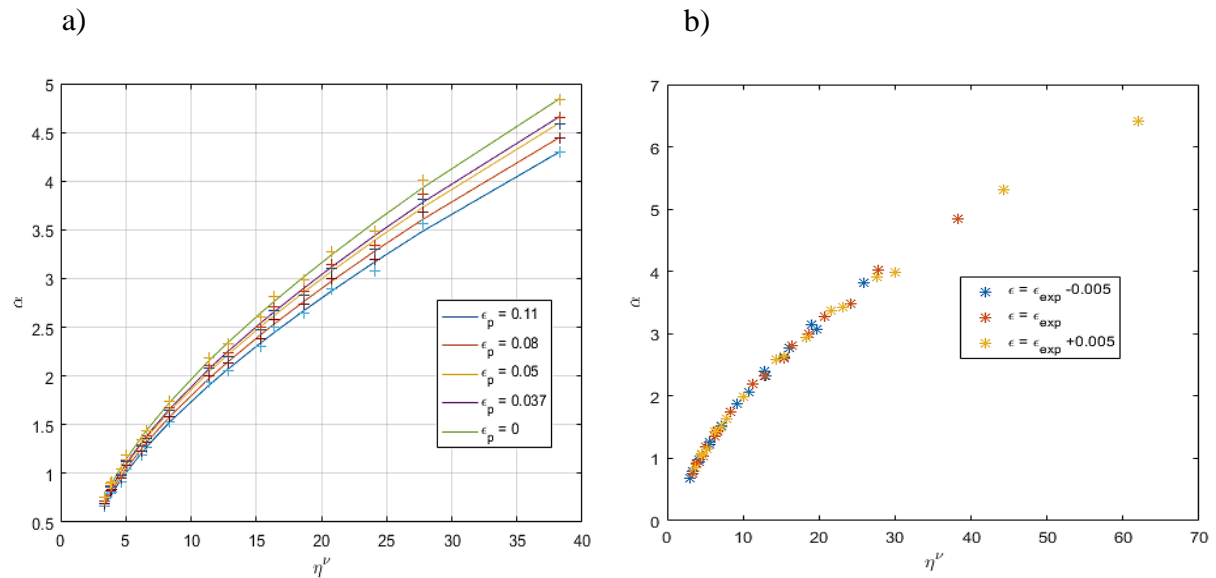 a)
b)
5
4.5
4
3.5
3
2.5
2
1.5
1
0.5
0 5 10 15 20 25 30 35 40
α
η^ν
ϵ_p = 0.11
ϵ_p = 0.08
ϵ_p = 0.05
ϵ_p = 0.037
ϵ_p = 0
7
6
5
4
3
2
1
0
0 10 20 30 40 50 60 70
α
η^ν
ϵ = ϵ_exp -0.005
ϵ = ϵ_exp
ϵ = ϵ_exp +0.005